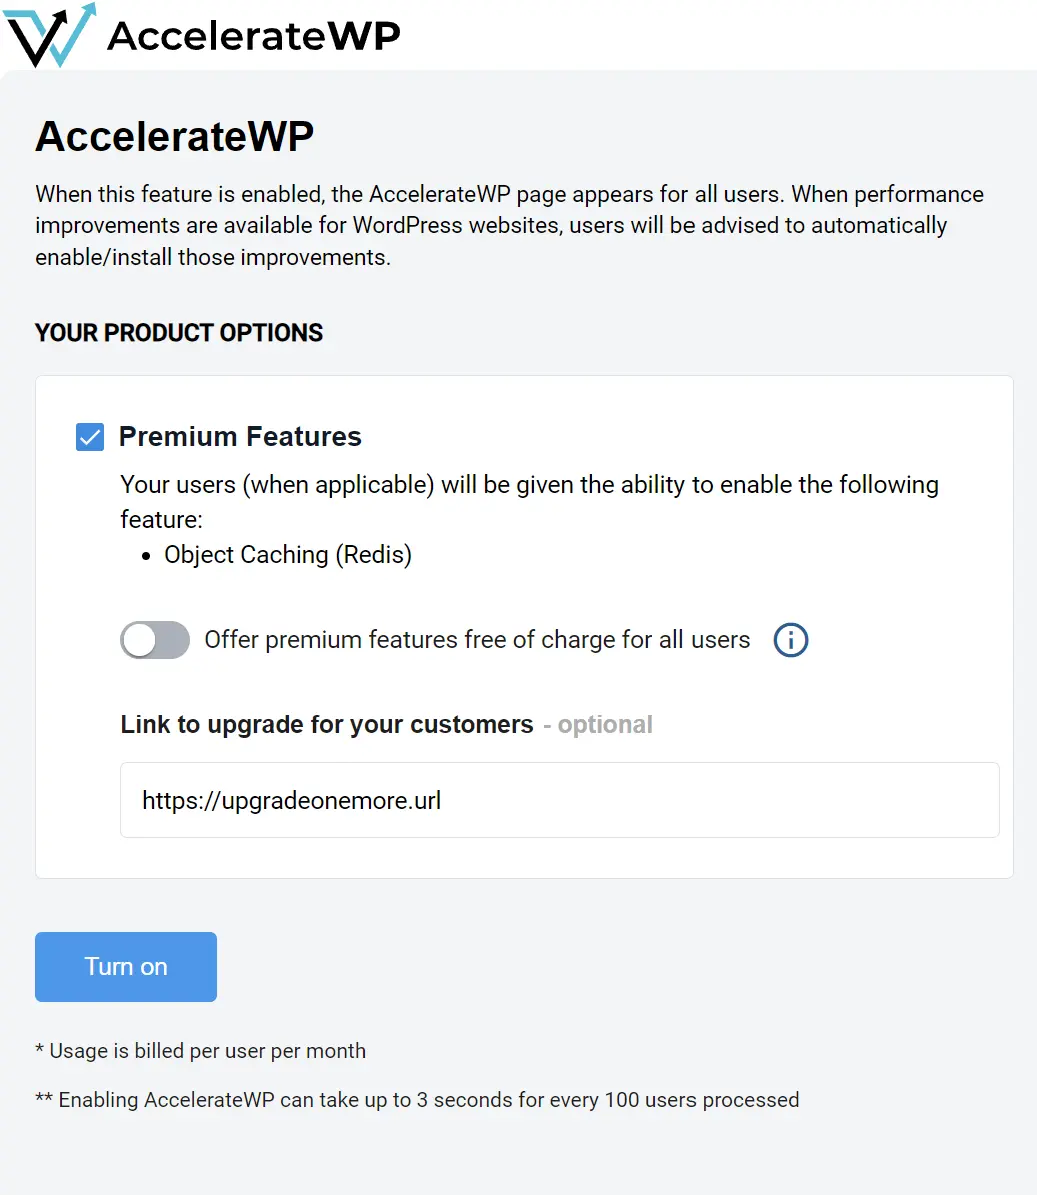 AccelerateWP
AccelerateWP
When this feature is enabled, the AccelerateWP page appears for all users. When performance
improvements are available for WordPress websites, users will be advised to automatically
enable/install those improvements.
YOUR PRODUCT OPTIONS
Premium Features
Your users (when applicable) will be given the ability to enable the following
feature:
• Object Caching (Redis)
Offer premium features free of charge for all users
Link to upgrade for your customers - optional
https://upgradeonemore.url
Turn on
* Usage is billed per user per month
** Enabling AccelerateWP can take up to 3 seconds for every 100 users processed